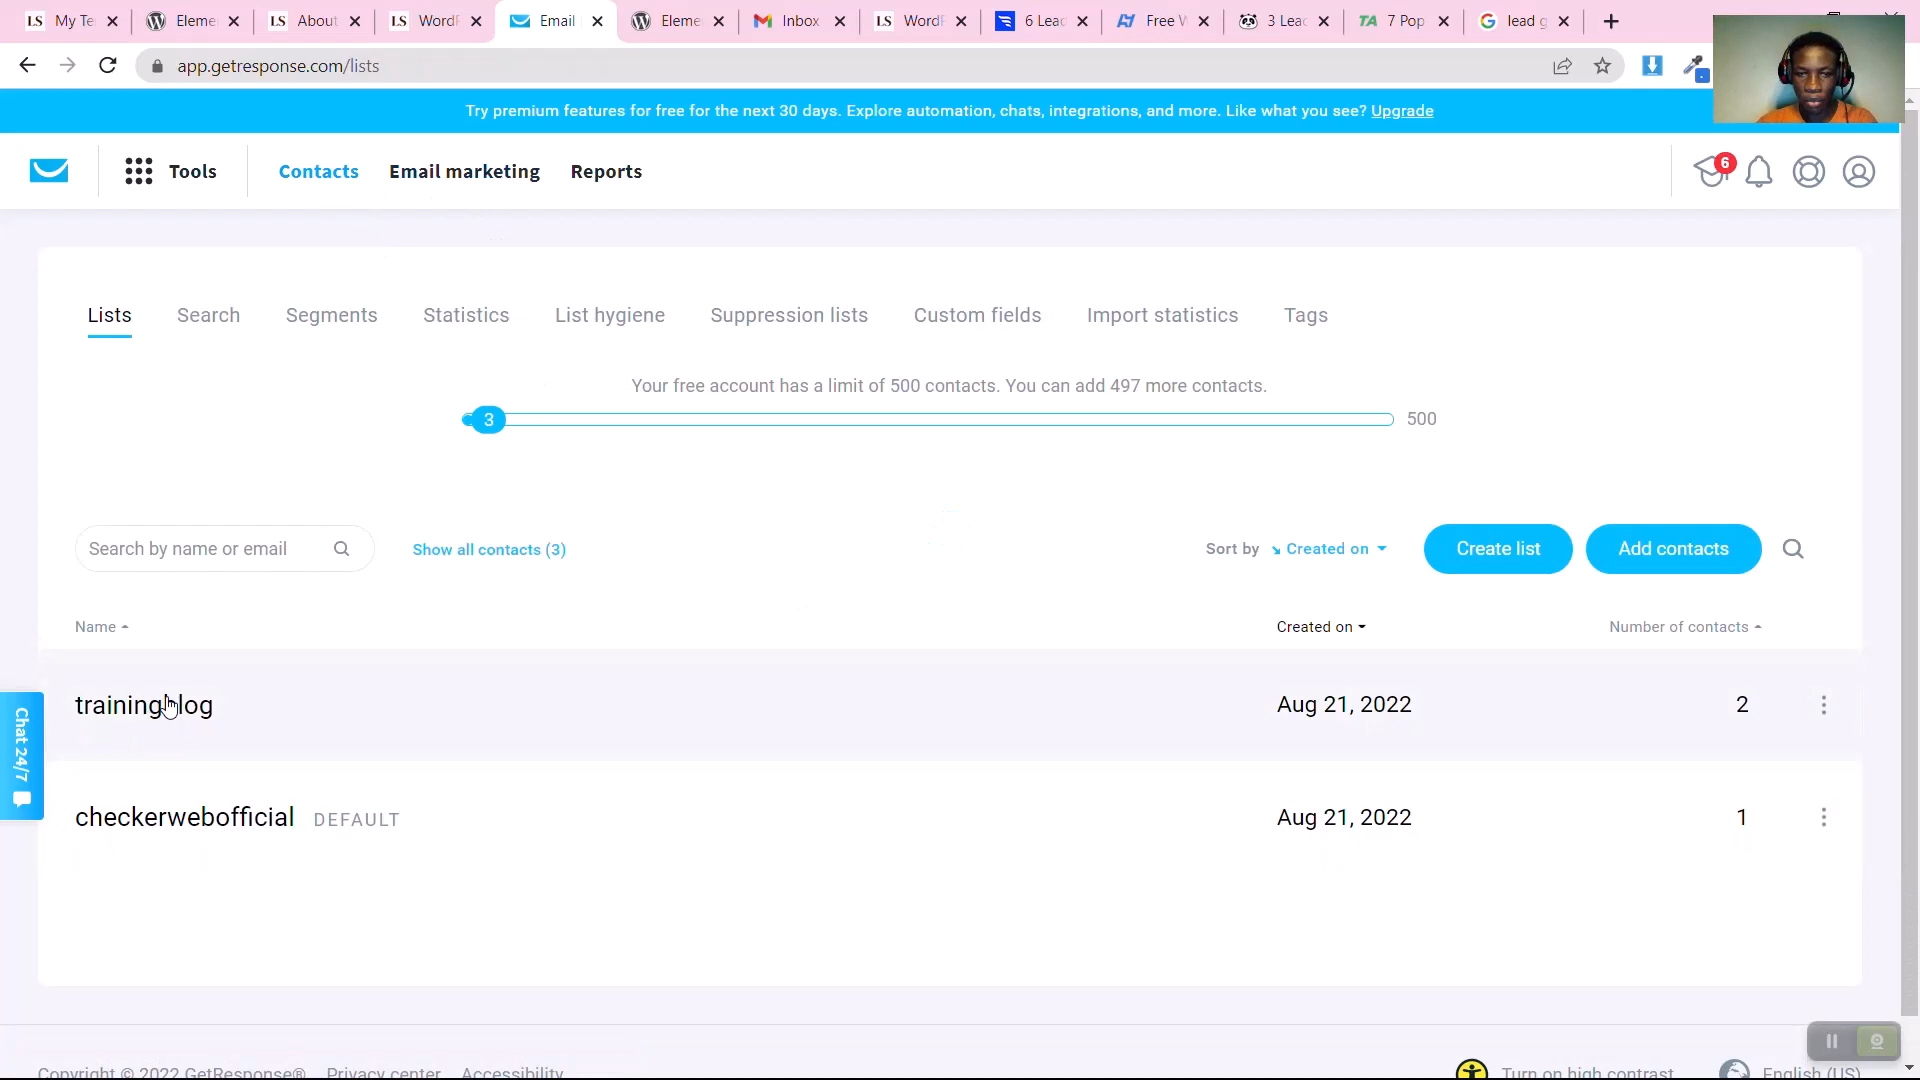 My Te
Eleme
About
WordF
Email
Eleme
Inbox
WordF
6 Lead
Free W
3 Leac
7 Pop
lead g
app.getresponse.com/lists
Try premium features for free for the next 30 days. Explore automation, chats, integrations, and more. Like what you see? Upgrade
Tools Contacts Email marketing Reports
6
Lists Search Segments Statistics List hygiene Suppression lists Custom fields Import statistics Tags
Your free account has a limit of 500 contacts. You can add 497 more contacts.
3 500
Search by name or email Show all contacts (3) Sort by Created on Create list Add contacts
Name Created on Number of contacts
training log Aug 21, 2022 2
Chat 24/7
checkerwebofficial DEFAULT Aug 21, 2022 1
Copyright © 2022 GetResponse® Privacy center Accessibility Turn on high contrast English (US)